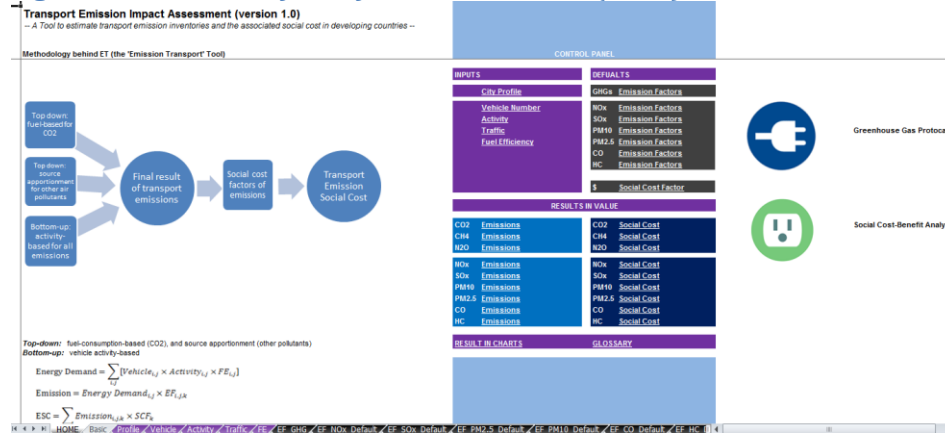 Transport Emission Impact Assessment (version 1.0)
-- A Tool to estimate transport emission inventories and the associated social cost in developing countries --
Methodology behind ET (the 'Emission Transport' Tool)
CONTROL PANEL
Top down:
fuel-based for
CO2
Top down:
source
apportionment
for other air
pollutants
Bottom-up:
activity-
based for all
emissions
Final result
of transport
emissions
Social cost
factors of
emissions
Transport
Emission
Social Cost
INPUTS
City Profile
Vehicle Number
Activity
Traffic
Fuel Efficiency
DEFUALTS
GHGs Emission Factors
NOx Emission Factors
SOx Emission Factors
PM10 Emission Factors
PM2.5 Emission Factors
CO Emission Factors
HC Emission Factors
$ Social Cost Factor
RESULTS IN VALUE
CO2 Emissions
CH4 Emissions
N2O Emissions
NOx Emissions
SOx Emissions
PM10 Emissions
PM2.5 Emissions
CO Emissions
HC Emissions
CO2 Social Cost
CH4 Social Cost
N2O Social Cost
NOx Social Cost
SOx Social Cost
PM10 Social Cost
PM2.5 Social Cost
CO Social Cost
HC Social Cost
RESULT IN CHARTS
GLOSSARY
Greenhouse Gas Protoca
Social Cost-Benefit Analy
Top-down: fuel-consumption-based (CO2), and source apportionment (other pollutants)
Bottom-up: vehicle activity-based
Energy Demand = ∑i,j [Vehicle i,j × Activity i,j × FE i,j]
Emission = Energy Demand i,j × EF i,j,k
ESC = ∑ Emission i,j,k × SCF k
HOME Basic Profile Vehicle Activity Traffic FE EF_GHG EF_NOx_Default EF_SOx_Default EF_PM2.5_Default EF_PM10_Default EF_CO_Default EF_HC